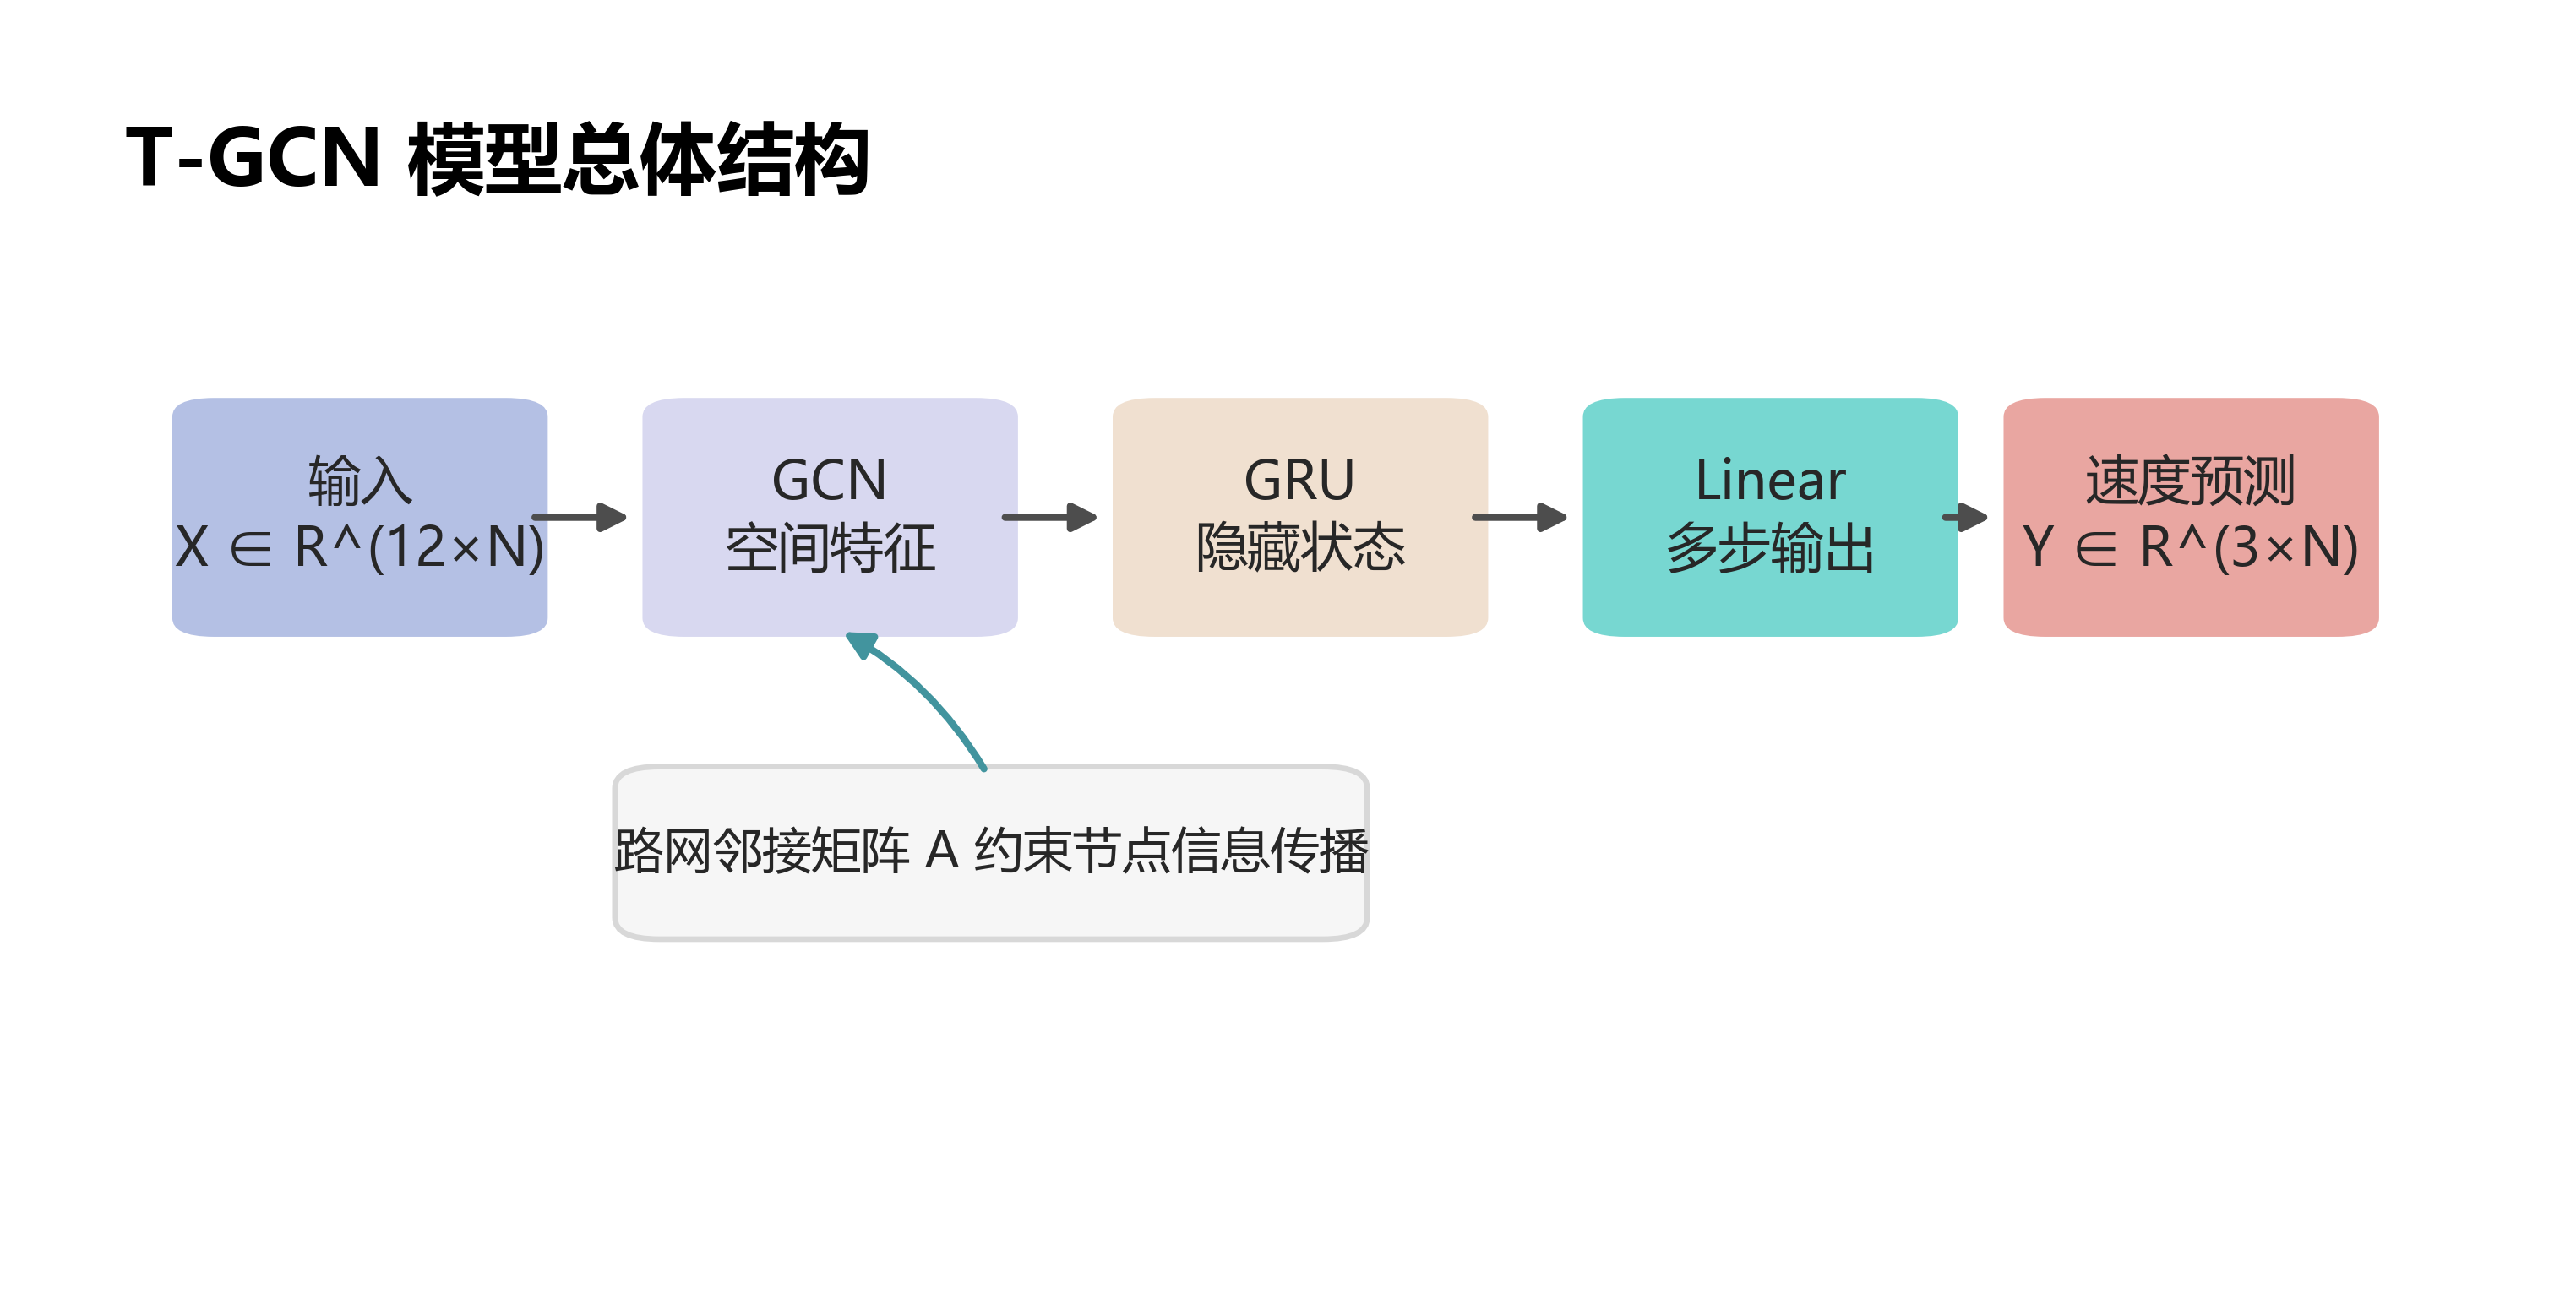 T-GCN 模型总体结构
输入
X ∈ R^(12×N)
GCN
空间特征
GRU
隐藏状态
Linear
多步输出
速度预测
Y ∈ R^(3×N)
路网邻接矩阵 A 约束节点信息传播